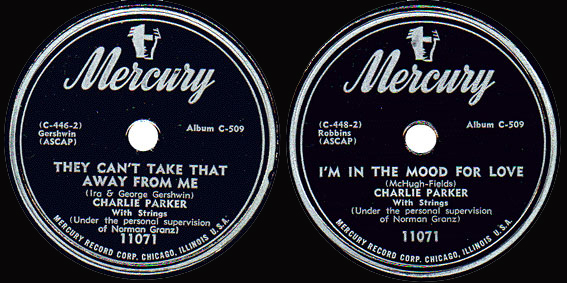 Mercury
(C-446-2)
Gershwin
(ASCAP)
Album C-509
THEY CAN'T TAKE THAT
AWAY FROM ME
(Ira & George Gershwin)
CHARLIE PARKER
With Strings
(Under the personal supervision
of Norman Granz)
11071
MERCURY RECORD CORP. CHICAGO, ILLINOIS U.S.A.
Mercury
(C-448-2)
Robbins
(ASCAP)
Album C-509
I'M IN THE MOOD FOR LOVE
(McHugh-Fields)
CHARLIE PARKER
With Strings
(Under the personal supervision
of Norman Granz)
11071
MERCURY RECORD CORP. CHICAGO, ILLINOIS U.S.A.